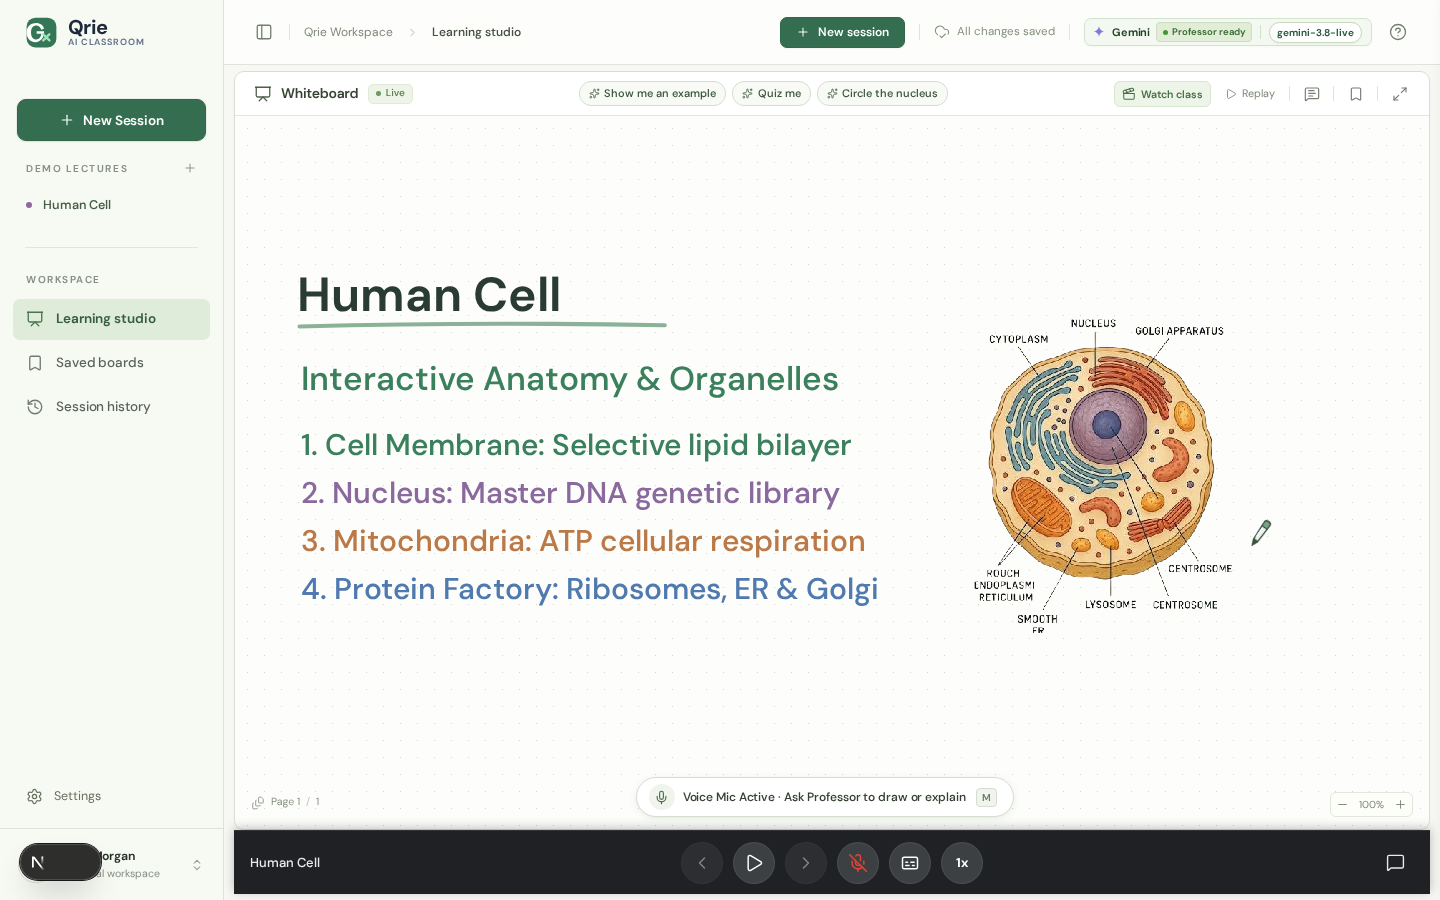 Qrie
AI CLASSROOM
New Session
DEMO LECTURES
Human Cell
WORKSPACE
Learning studio
Saved boards
Session history
Settings
N
organ
al workspace
Qrie Workspace
Learning studio
New session
All changes saved
Gemini
Professor ready
gemini-3.8-live
Whiteboard
Live
Show me an example
Quiz me
Circle the nucleus
Watch class
Replay
Human Cell
Interactive Anatomy & Organelles
1. Cell Membrane: Selective lipid bilayer
2. Nucleus: Master DNA genetic library
3. Mitochondria: ATP cellular respiration
4. Protein Factory: Ribosomes, ER & Golgi
NUCLEUS
CYTOPLASM
GOLGI APPARATUS
ROUCH
ENDOPLASMI
RETICULUM
SMOOTH
ER
LYSOSOME
CENTROSOME
CENTROSOME
Page 1 / 1
Voice Mic Active · Ask Professor to draw or explain M
100%
Human Cell
1x